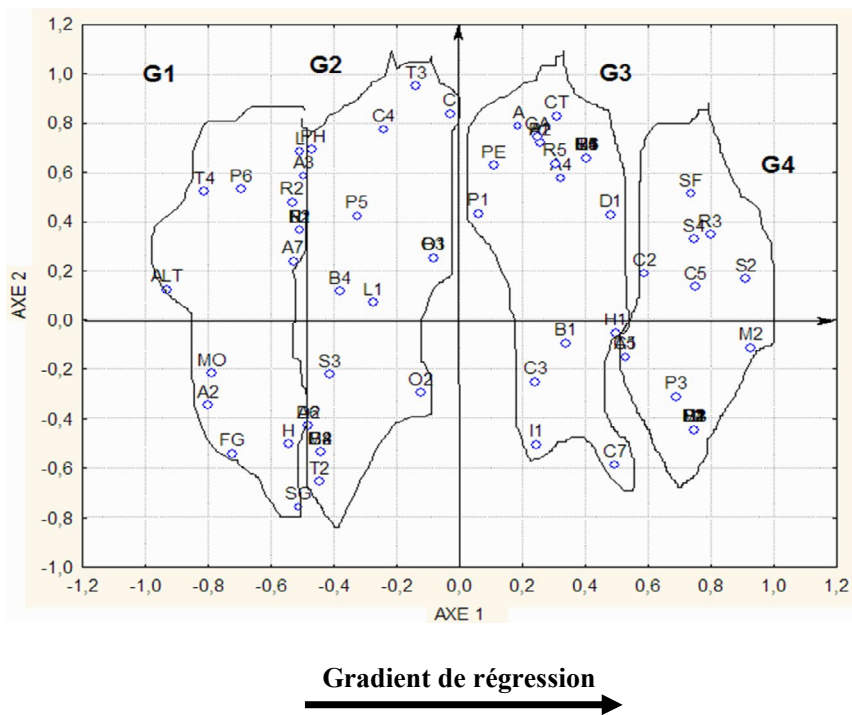 1,2
1,0
0,8
0,6
0,4
0,2
0,0
-0,2
-0,4
-0,6
-0,8
-1,0
AXE 2
G1
G2
G3
G4
T3
C
C4
CT
A
PE
R5
P1
D1
T4
P6
R2
P5
A7
ALT
B4
L1
SF
S4
R3
C2
C5
S2
H1
B1
M2
MO
A2
S3
O2
C3
P3
FG
H
T2
SG
I1
C7
-1,2 -1,0 -0,8 -0,6 -0,4 -0,2 0,0 0,2 0,4 0,6 0,8 1,0 1,2
AXE 1
Gradient de régression